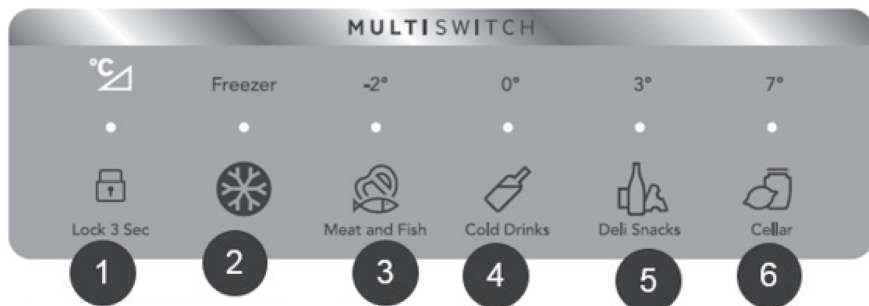 MULTISWITCH
°C Freezer -2° 0° 3° 7°
Lock 3 Sec Meat and Fish Cold Drinks Deli Snacks Cellar
1 2 3 4 5 6